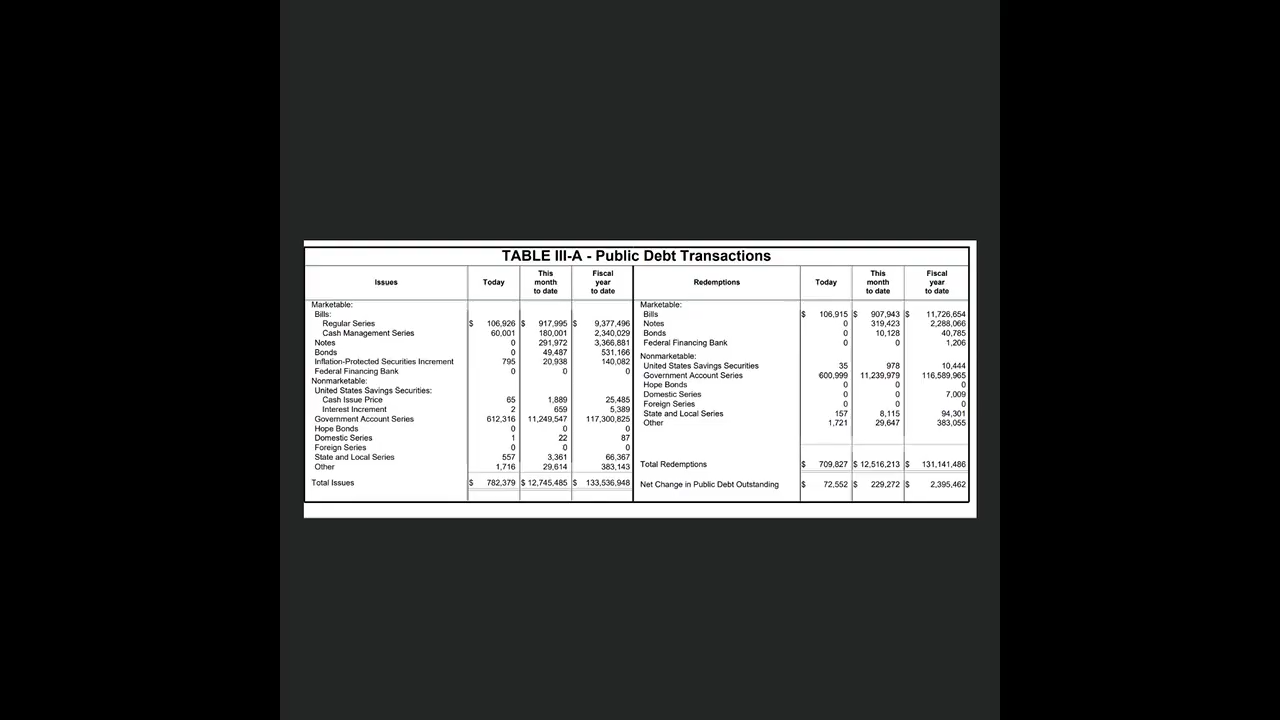 TABLE III-A - Public Debt Transactions
Issues Today This month to date Fiscal year to date Redemptions Today This month to date Fiscal year to date
Marketable:
Bills:
Regular Series $ 106,926 $ 917,995 $ 9,377,496
Cash Management Series 60,001 180,001 2,340,029
Notes 0 291,972 3,366,881
Bonds 0 49,487 531,166
Inflation-Protected Securities Increment 795 20,938 140,082
Federal Financing Bank 0 0 0
Nonmarketable:
United States Savings Securities:
Cash Issue Price 65 1,889 25,485
Interest Increment 2 659 5,389
Government Account Series 612,316 11,249,547 117,300,825
Hope Bonds 0 0 0
Domestic Series 1 22 87
Foreign Series 0 0 0
State and Local Series 557 3,361 66,367
Other 1,716 29,614 383,143
Total Issues $ 782,379 $ 12,745,485 $ 133,536,948
Marketable:
Bills $ 106,915 $ 907,943 $ 11,726,654
Notes 0 319,423 2,288,066
Bonds 0 10,128 40,785
Federal Financing Bank 0 0 1,206
Nonmarketable:
United States Savings Securities 35 978 10,444
Government Account Series 600,999 11,239,979 116,589,965
Hope Bonds 0 0 0
Domestic Series 0 0 7,009
Foreign Series 0 0 0
State and Local Series 157 8,115 94,301
Other 1,721 29,647 383,055
Total Redemptions $ 709,827 $ 12,516,213 $ 131,141,486
Net Change in Public Debt Outstanding $ 72,552 $ 229,272 $ 2,395,462